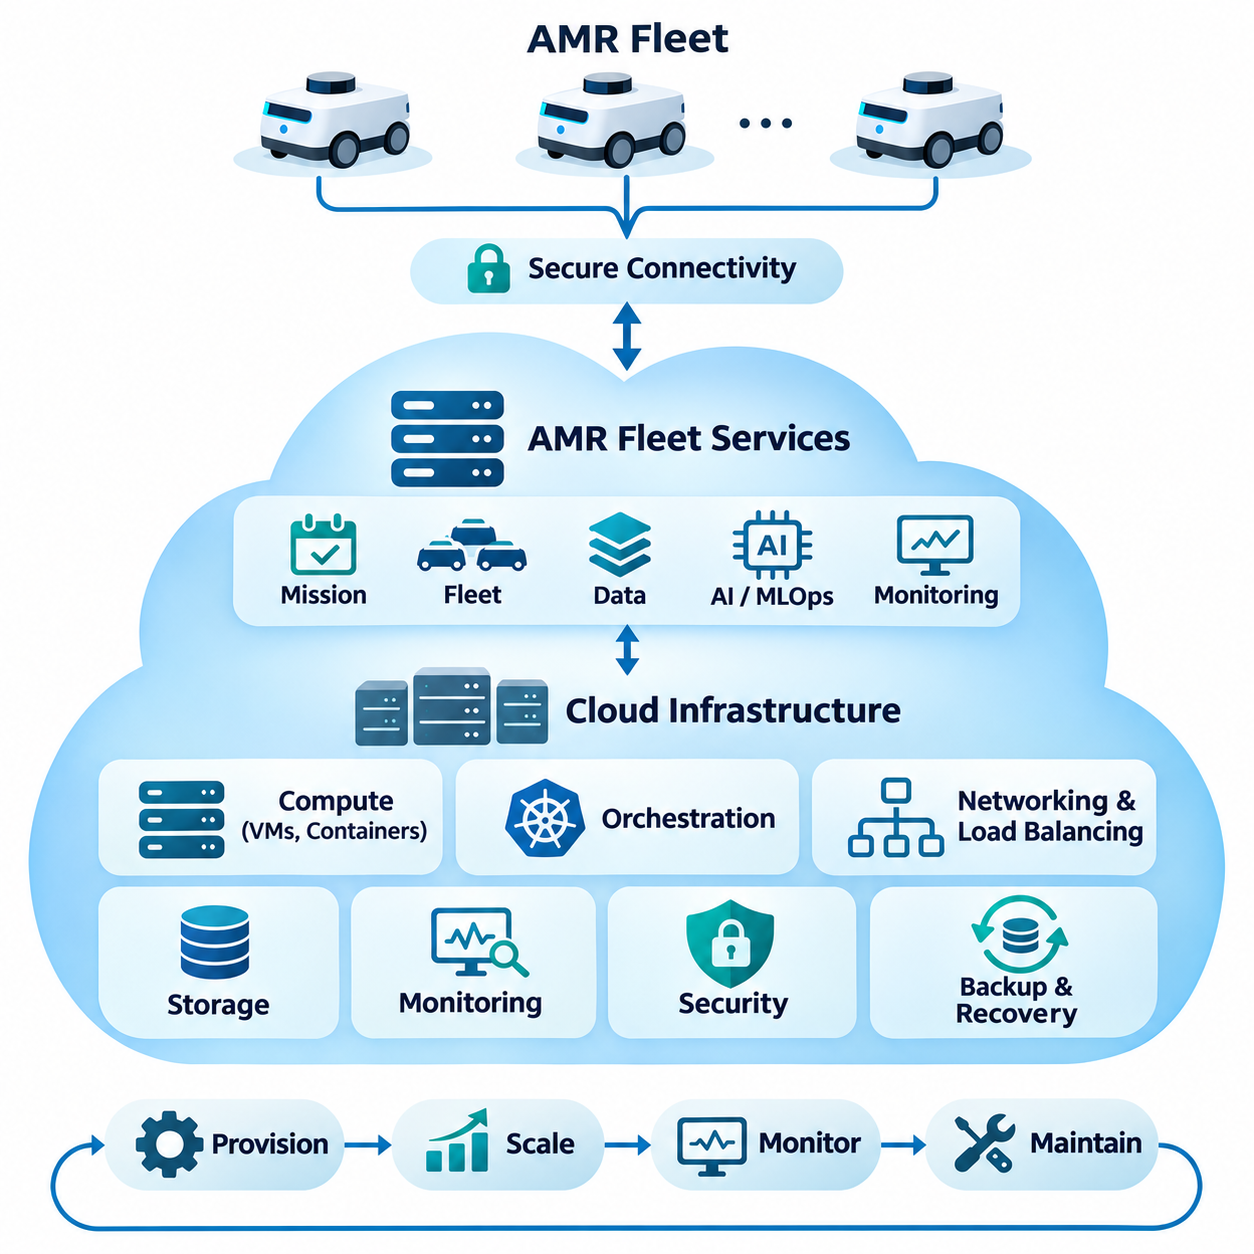 AMR Fleet
Secure Connectivity
AMR Fleet Services
Mission
Fleet
Data
AI
AI / MLOps
Monitoring
Cloud Infrastructure
Compute
(VMs, Containers)
Orchestration
Networking &
Load Balancing
Storage
Monitoring
Security
Backup &
Recovery
Provision
Scale
Monitor
Maintain